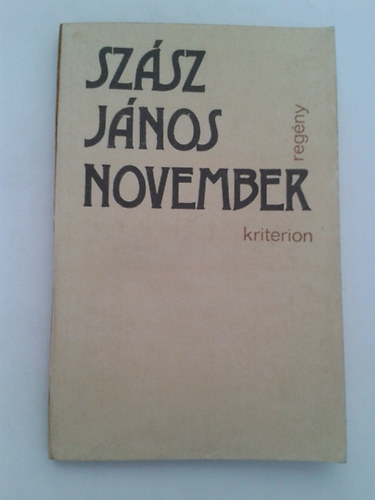 SZÁSZ
JÁNOS
NOVEMBER
regény
kriterion